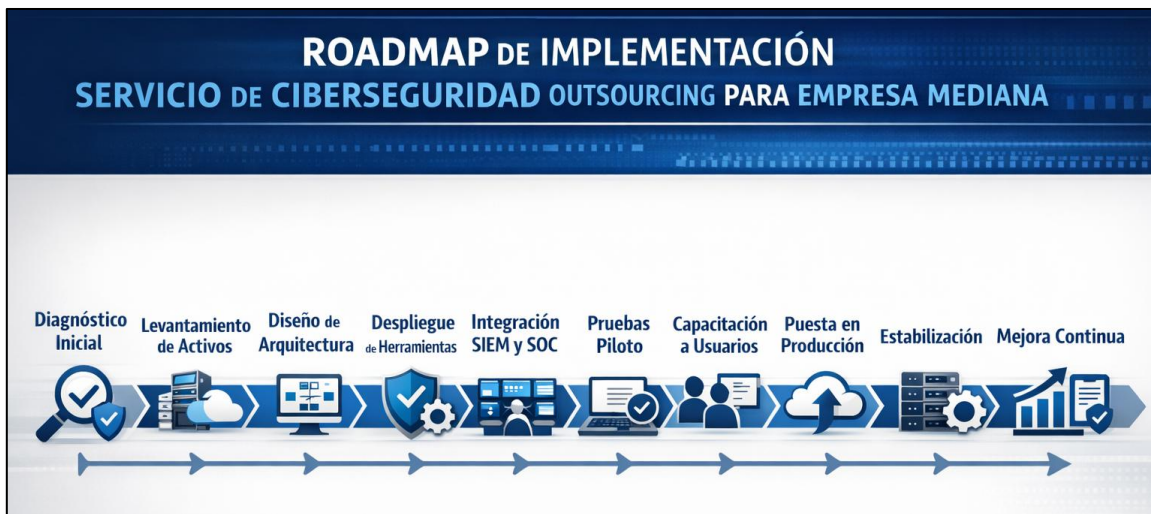 ROADMAP DE IMPLEMENTACIÓN
SERVICIO DE CIBERSEGURIDAD OUTSOURCING PARA EMPRESA MEDIANA
Diagnóstico
Inicial
Levantamiento
de Activos
Diseño de
Arquitectura
Despliegue
de Herramientas
Integración
SIEM y SOC
Pruebas
Piloto
Capacitación
a Usuarios
Puesta en
Producción
Estabilización
Mejora Continua